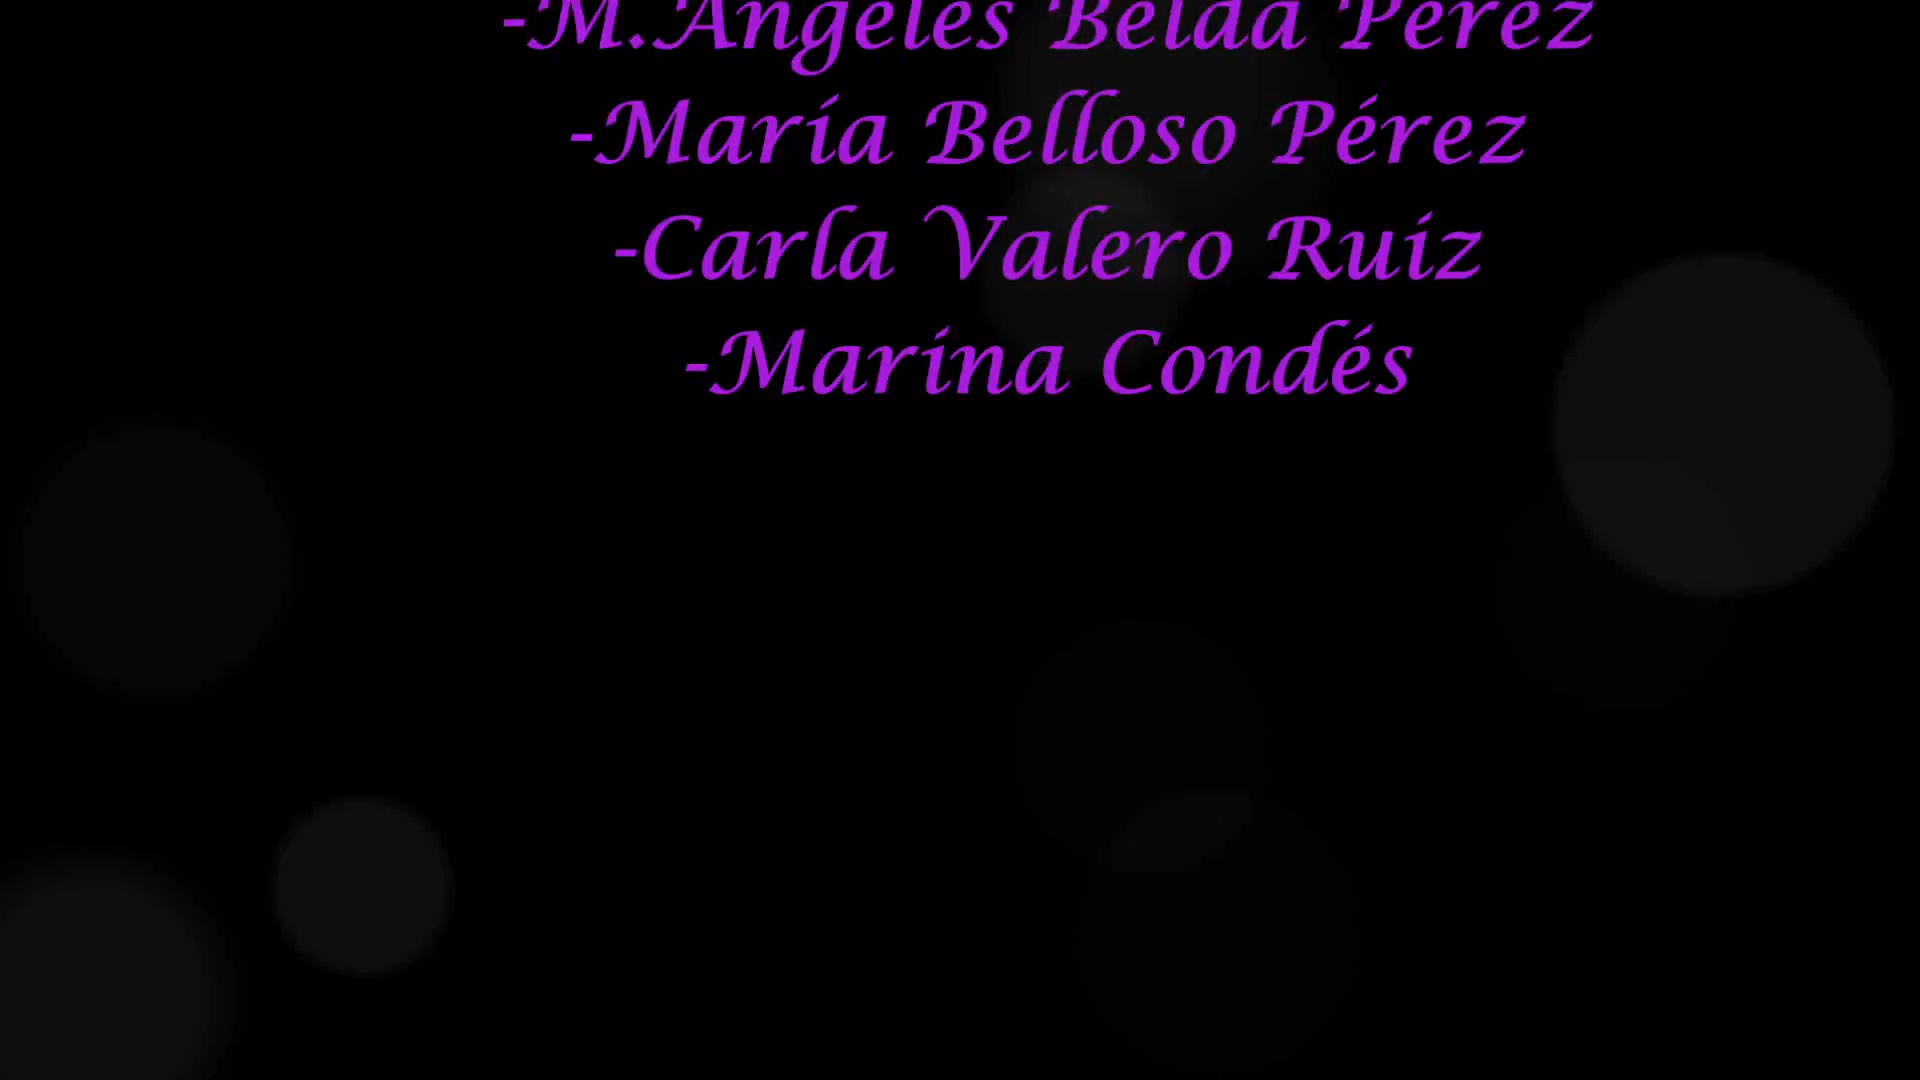 -M.Angeles Belda Pérez
-María Belloso Pérez
-Carla Valero Ruiz
-Marina Condés